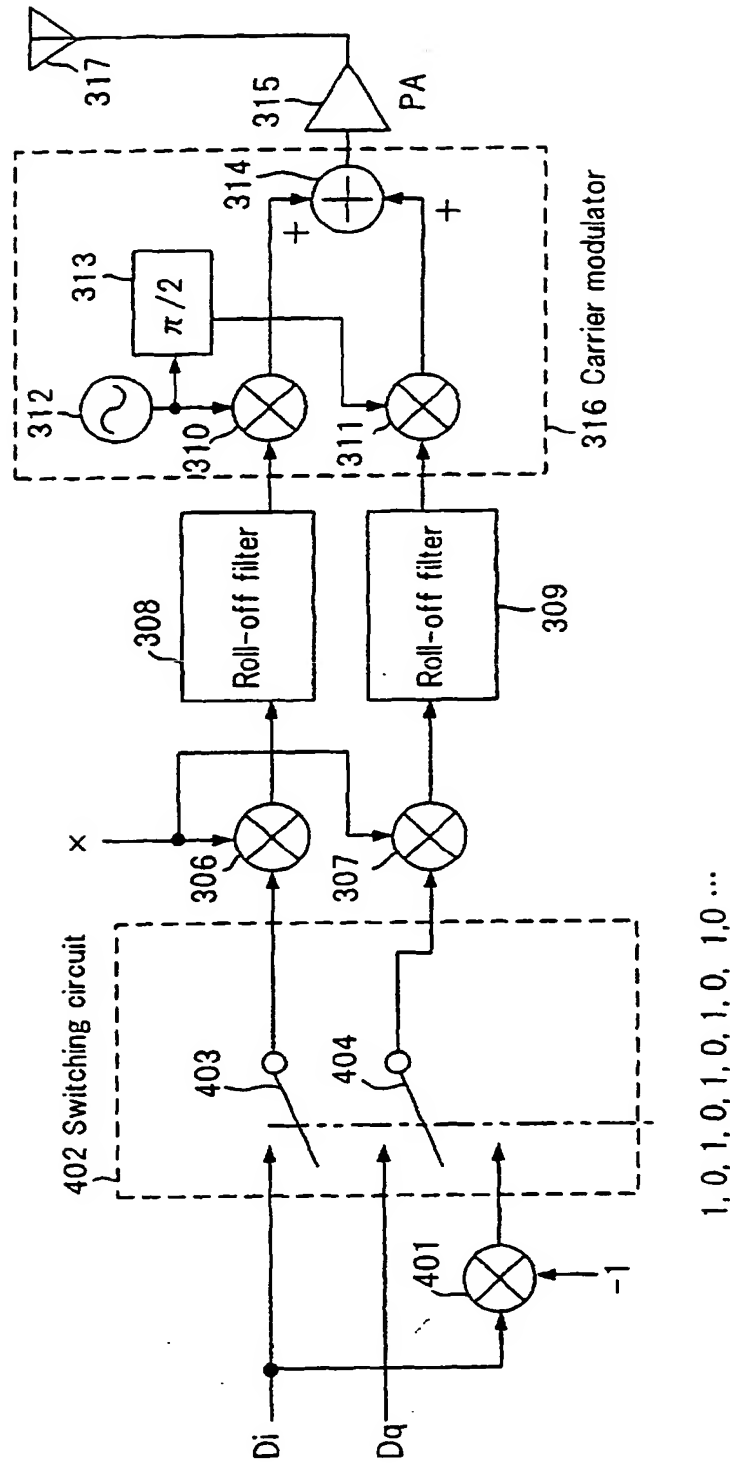 402 Switching circuit
403
404
401
-1
Di
Dq
1, 0, 1, 0, 1, 0, 1, 0, 1,0 ...
×
306
307
308
Roll-off filter
Roll-off filter
309
312
313
π/2
310
311
314
+
+
316 Carrier modulator
315
PA
317